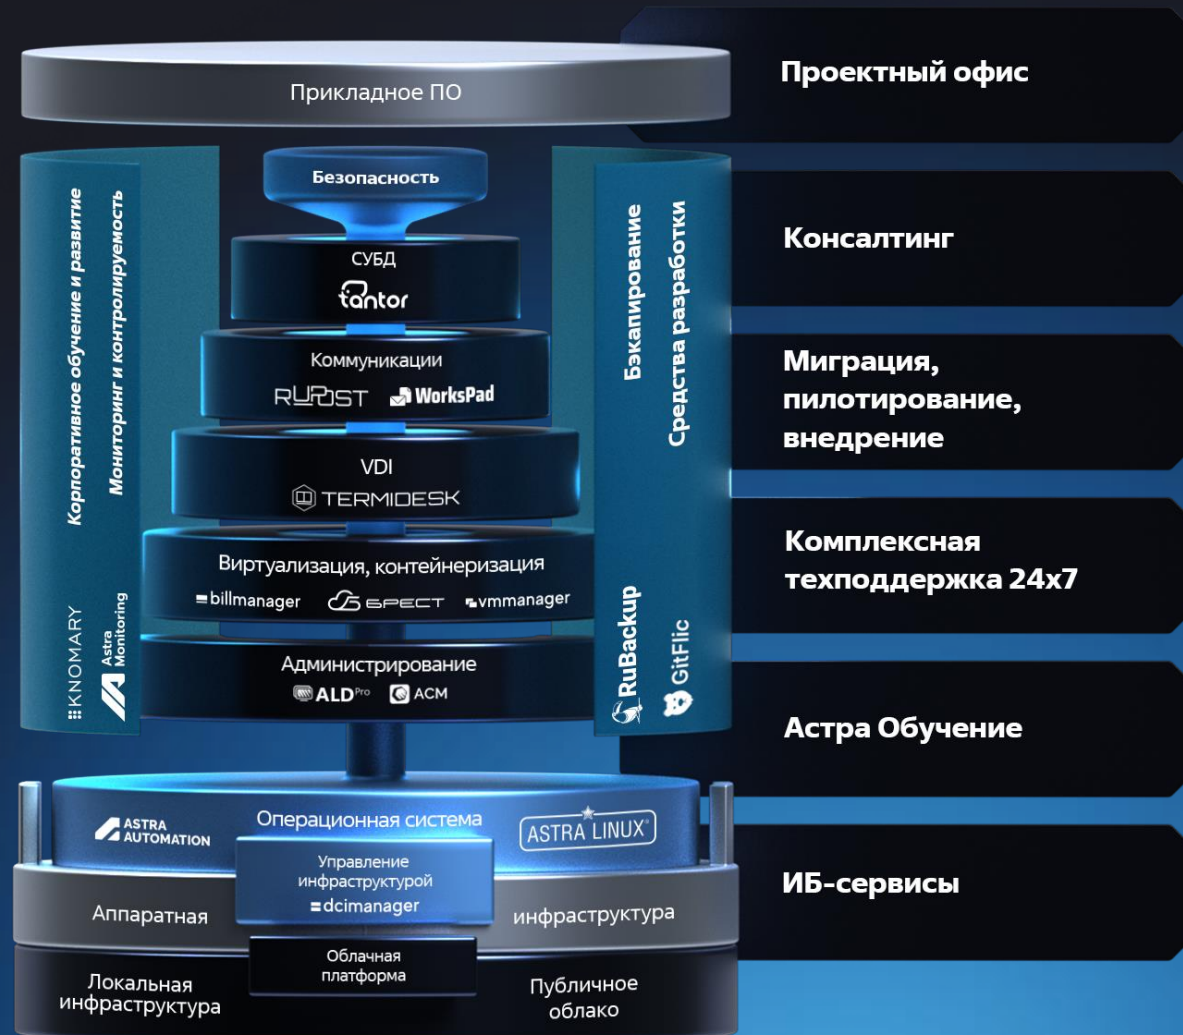 Прикладное ПО
Безопасность
СУБД
tantor
Коммуникации
RUPOST
WorksPad
VDI
TERMIDESK
Виртуализация, контейнеризация
billmanager
БРЕСТ
vmmanager
Администрирование
ALD Pro
ACM
Корпоративное обучение и развитие
Мониторинг и контролируемость
KNOMARY
Astra
Monitoring
Бэкапирование
Средства разработки
RuBackup
GitFlic
ASTRA
AUTOMATION
Операционная система
ASTRA LINUX®
Управление
инфраструктурой
dcimanager
Аппаратная
инфраструктура
Облачная
платформа
Локальная
инфраструктура
Публичное
облако
Проектный офис
Консалтинг
Миграция,
пилотирование,
внедрение
Комплексная
техподдержка 24x7
Астра Обучение
ИБ-сервисы